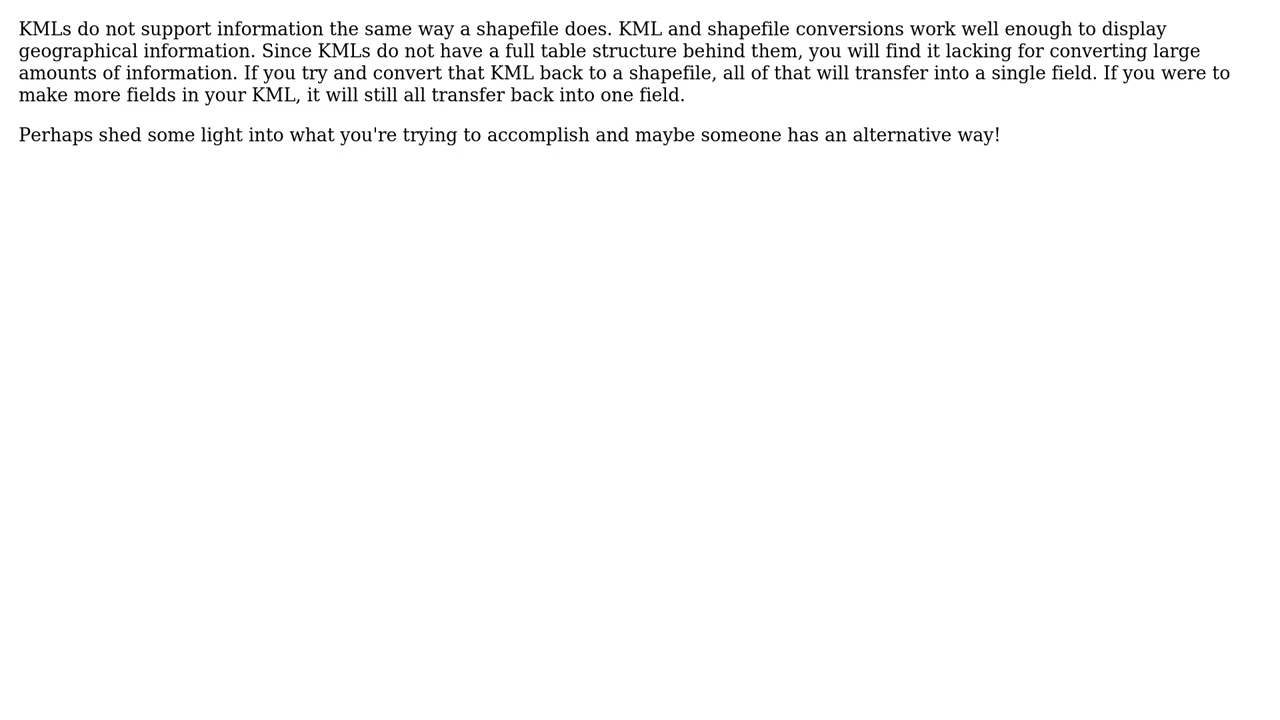 KMLs do not support information the same way a shapefile does. KML and shapefile conversions work well enough to display
geographical information. Since KMLs do not have a full table structure behind them, you will find it lacking for converting large
amounts of information. If you try and convert that KML back to a shapefile, all of that will transfer into a single field. If you were to
make more fields in your KML, it will still all transfer back into one field.
Perhaps shed some light into what you're trying to accomplish and maybe someone has an alternative way!